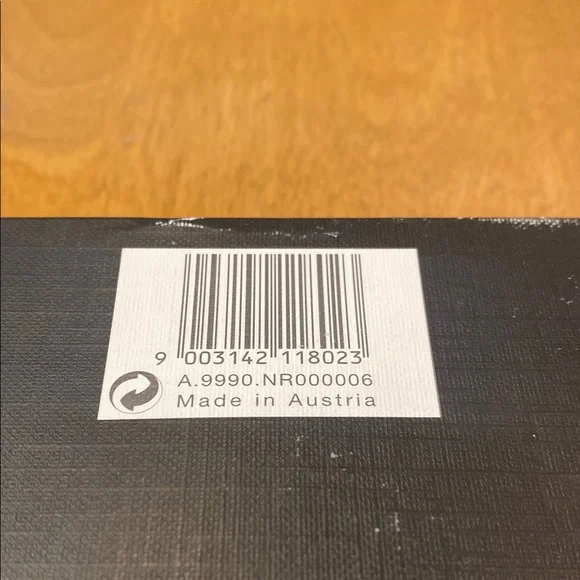 9 003142 118023
A.9990.NR000006
Made in Austria